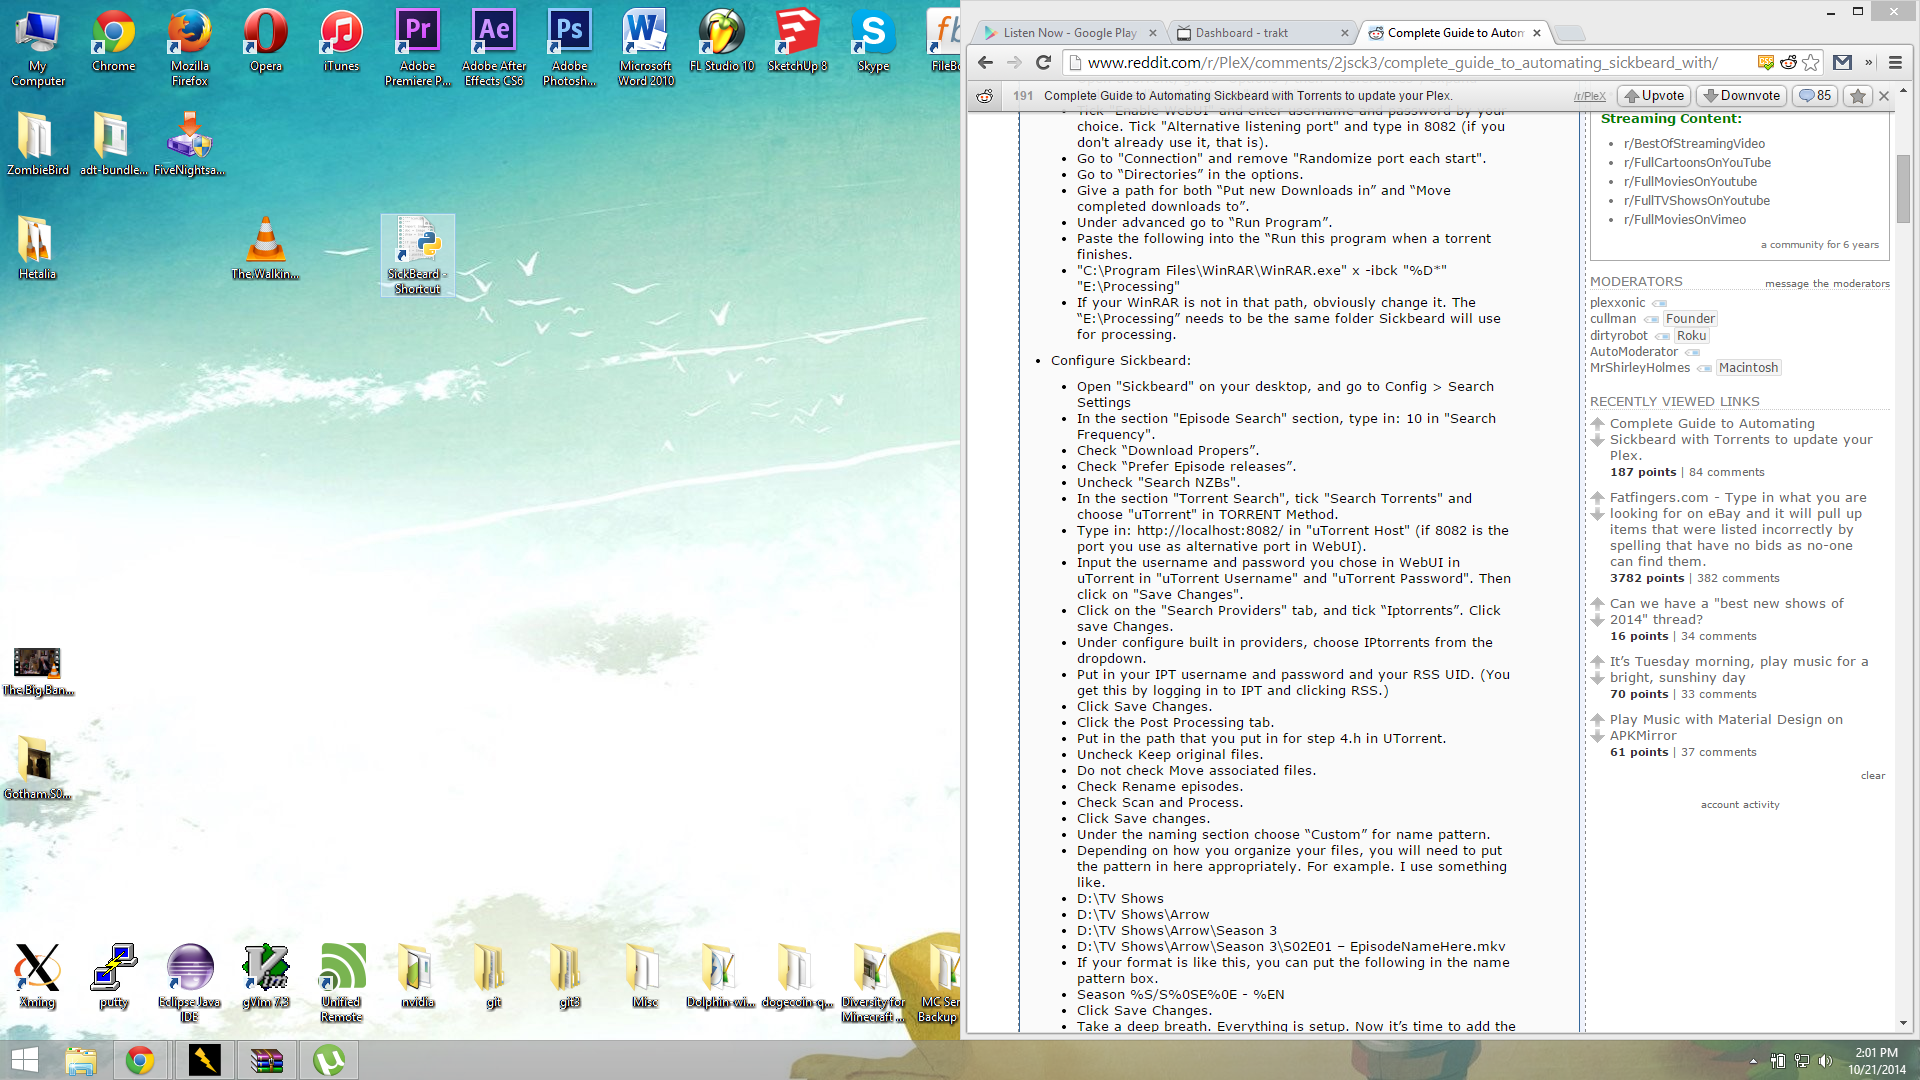 My Computer
Chrome
Mozilla Firefox
Opera
iTunes
Adobe Premiere P...
Adobe After Effects CS6
Adobe Photosh...
Microsoft Word 2010
FL Studio 10
SketchUp 8
Skype
FileBo
ZombieBird
adt-bundle...
FiveNightsa...
Hetalia
The.Walkin...
SickBeard - Shortcut
The.Big.Ban...
Gotham.S0...
Xming
putty
Eclipse Java IDE
gVim 7.3
Unified Remote
nvidia
git
git3
Misc
Dolphin-wi...
dogecoin-q...
Diversity for Minecraft ...
MC Ser Backup
Listen Now - Google Play
Dashboard - trakt
Complete Guide to Autom
www.reddit.com/r/PleX/comments/2jsck3/complete_guide_to_automating_sickbeard_with/
191 Complete Guide to Automating Sickbeard with Torrents to update your Plex. /r/PleX Upvote Downvote 85
Tick "Enable WebUI" and enter username and password by your
choice. Tick "Alternative listening port" and type in 8082 (if you
don't already use it, that is).
Go to "Connection" and remove "Randomize port each start".
Go to “Directories” in the options.
Give a path for both “Put new Downloads in” and “Move
completed downloads to”.
Under advanced go to “Run Program”.
Paste the following into the “Run this program when a torrent
finishes.
"C:\Program Files\WinRAR\WinRAR.exe" x -ibck "%D*"
"E:\Processing"
If your WinRAR is not in that path, obviously change it. The
“E:\Processing” needs to be the same folder Sickbeard will use
for processing.
Configure Sickbeard:
Open "Sickbeard" on your desktop, and go to Config > Search
Settings
In the section "Episode Search" section, type in: 10 in "Search
Frequency".
Check “Download Propers”.
Check “Prefer Episode releases”.
Uncheck "Search NZBs".
In the section "Torrent Search", tick "Search Torrents" and
choose "uTorrent" in TORRENT Method.
Type in: http://localhost:8082/ in "uTorrent Host" (if 8082 is the
port you use as alternative port in WebUI).
Input the username and password you chose in WebUI in
uTorrent in "uTorrent Username" and "uTorrent Password". Then
click on "Save Changes".
Click on the "Search Providers" tab, and tick “Iptorrents”. Click
save Changes.
Under configure built in providers, choose IPtorrents from the
dropdown.
Put in your IPT username and password and your RSS UID. (You
get this by logging in to IPT and clicking RSS.)
Click Save Changes.
Click the Post Processing tab.
Put in the path that you put in for step 4.h in UTorrent.
Uncheck Keep original files.
Do not check Move associated files.
Check Rename episodes.
Check Scan and Process.
Click Save changes.
Under the naming section choose “Custom” for name pattern.
Depending on how you organize your files, you will need to put
the pattern in here appropriately. For example. I use something
like.
D:\TV Shows
D:\TV Shows\Arrow
D:\TV Shows\Arrow\Season 3
D:\TV Shows\Arrow\Season 3\S02E01 – EpisodeNameHere.mkv
If your format is like this, you can put the following in the name
pattern box.
Season %S/S%0SE%0E - %EN
Click Save Changes.
Take a deep breath. Everything is setup. Now it’s time to add the
Streaming Content:
r/BestOfStreamingVideo
r/FullCartoonsOnYouTube
r/FullMoviesOnYoutube
r/FullTVShowsOnYoutube
r/FullMoviesOnVimeo
a community for 6 years
MODERATORS
message the moderators
plexxonic
cullman Founder
dirtyrobot Roku
AutoModerator
MrShirleyHolmes Macintosh
RECENTLY VIEWED LINKS
Complete Guide to Automating
Sickbeard with Torrents to update your
Plex.
187 points | 84 comments
Fatfingers.com - Type in what you are
looking for on eBay and it will pull up
items that were listed incorrectly by
spelling that have no bids as no-one
can find them.
3782 points | 382 comments
Can we have a "best new shows of
2014" thread?
16 points | 34 comments
It’s Tuesday morning, play music for a
bright, sunshiny day
70 points | 33 comments
Play Music with Material Design on
APKMirror
61 points | 37 comments
clear
account activity
2:01 PM
10/21/2014